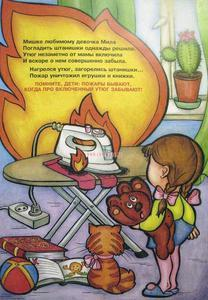 Мишке любимому девочка Мила
Погладить штанишки однажды решила.
Утюг незаметно от мамы включила
И вскоре о нем совершенно забыла.
Нагрелся утюг, загорелись штанишки...
Пожар уничтожил игрушки и книжки.
ПОМНИТЕ, ДЕТИ: ПОЖАРЫ БЫВАЮТ,
КОГДА ПРО ВКЛЮЧЕННЫЙ УТЮГ ЗАБЫВАЮТ!